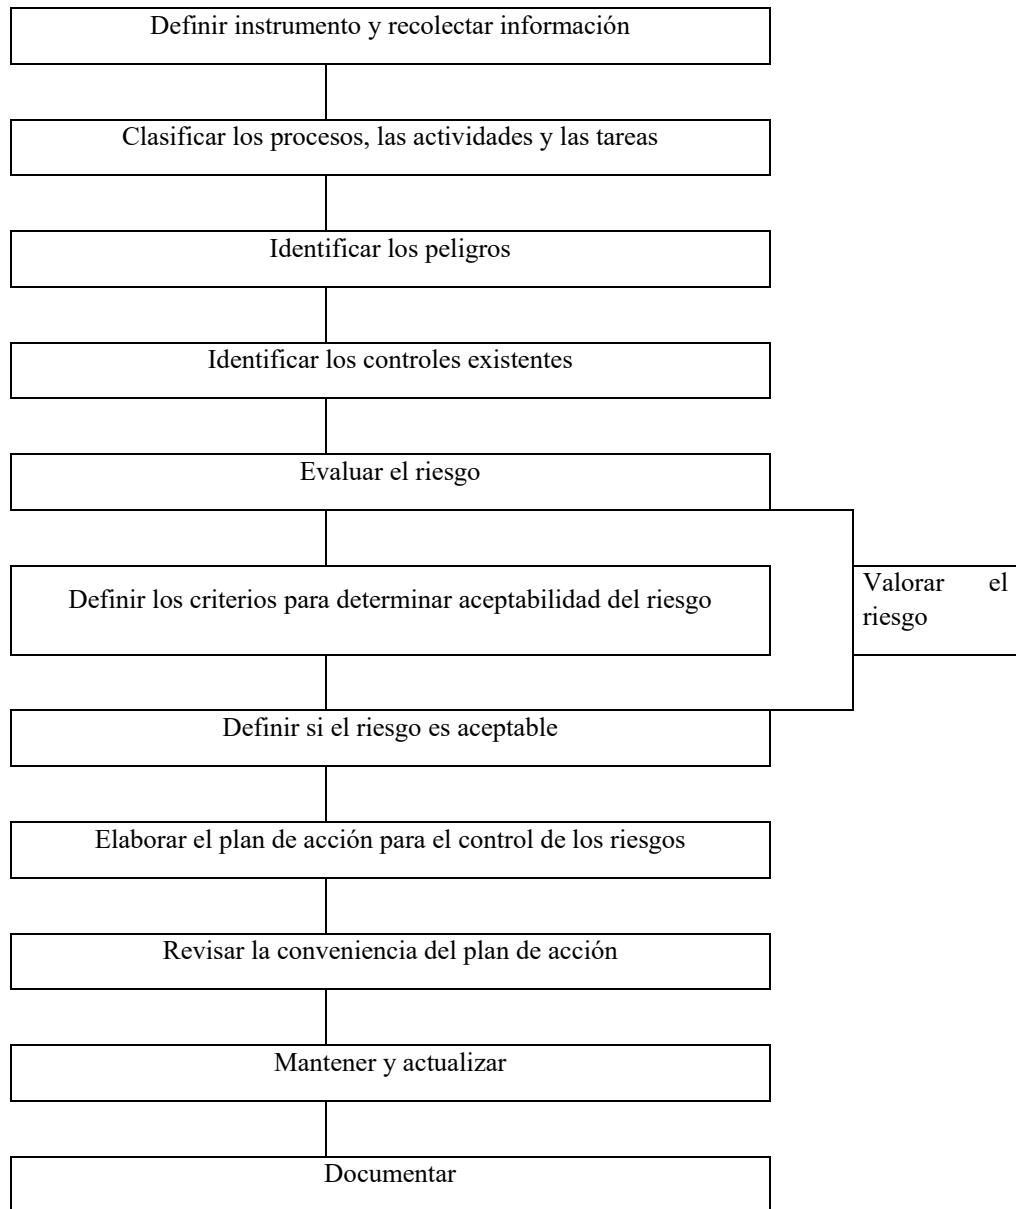 Definir instrumento y recolectar información
Clasificar los procesos, las actividades y las tareas
Identificar los peligros
Identificar los controles existentes
Evaluar el riesgo
Definir los criterios para determinar aceptabilidad del riesgo
Valorar el
riesgo
Definir si el riesgo es aceptable
Elaborar el plan de acción para el control de los riesgos
Revisar la conveniencia del plan de acción
Mantener y actualizar
Documentar